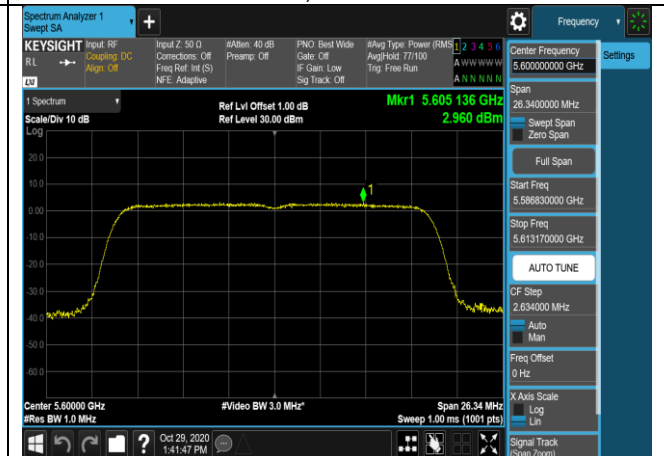 Spectrum Analyzer 1
Swept SA
Frequency
KEYSIGHT
RL
LXI
Input: RF
Coupling: DC
Align: Off
Input Z: 50 Ω
Corrections: Off
Freq Ref: Int (S)
NFE: Adaptive
#Atten: 40 dB
Preamp: Off
PNO: Best Wide
Gate: Off
IF Gain: Low
Sig Track: Off
#Avg Type: Power (RMS
Avg|Hold: 77/100
Trig: Free Run
1 2 3 4 5 6
A W W W W W
A N N N N N
1 Spectrum
Scale/Div 10 dB
Ref Lvl Offset 1.00 dB
Ref Level 30.00 dBm
Mkr1 5.605 136 GHz
2.960 dBm
Log
20.0
10.0
0.00
-10.0
-20.0
-30.0
-40.0
-50.0
-60.0
1
Center 5.60000 GHz
#Res BW 1.0 MHz
#Video BW 3.0 MHz*
Span 26.34 MHz
Sweep 1.00 ms (1001 pts)
Oct 29, 2020
1:41:47 PM
Center Frequency
5.600000000 GHz
Settings
Span
26.3400000 MHz
Swept Span
Zero Span
Full Span
Start Freq
5.586830000 GHz
Stop Freq
5.613170000 GHz
AUTO TUNE
CF Step
2.634000 MHz
Auto
Man
Freq Offset
0 Hz
X Axis Scale
Log
Lin
Signal Track
(Span Zoom)